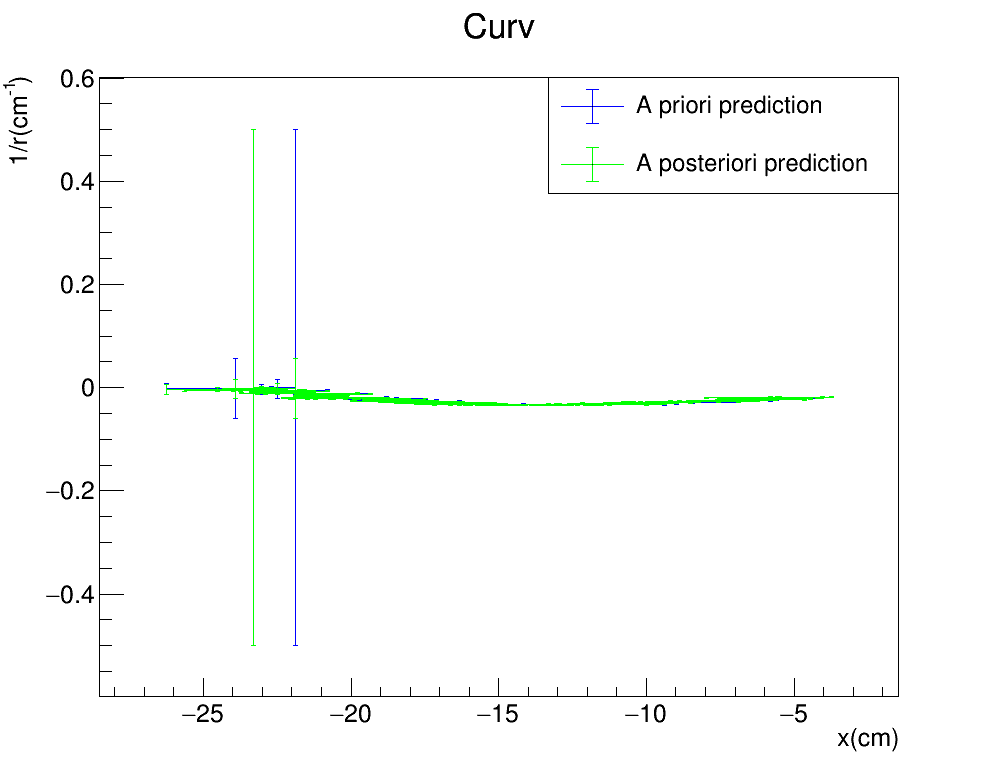 Curv
1/r(cm-1)
A priori prediction
A posteriori prediction
0.6
0.4
0.2
0
−0.2
−0.4
−25 −20 −15 −10 −5
x(cm)